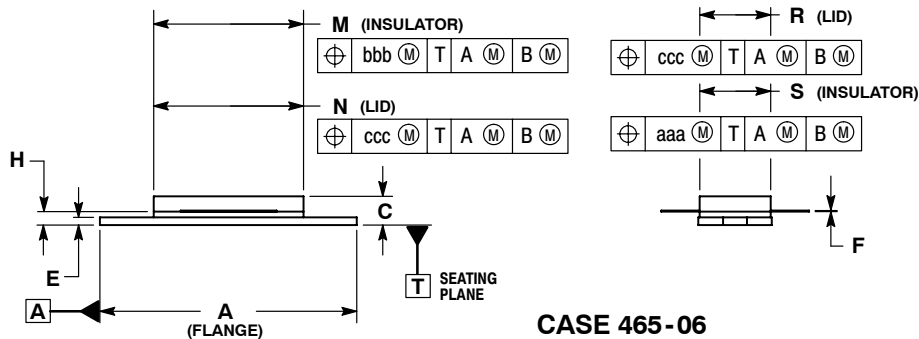 M (INSULATOR)
⌖ bbb Ⓜ T A Ⓜ B Ⓜ
N (LID)
⌖ ccc Ⓜ T A Ⓜ B Ⓜ
R (LID)
⌖ ccc Ⓜ T A Ⓜ B Ⓜ
S (INSULATOR)
⌖ aaa Ⓜ T A Ⓜ B Ⓜ
H
C
E
F
T SEATING
PLANE
A
A
(FLANGE)
CASE 465-06